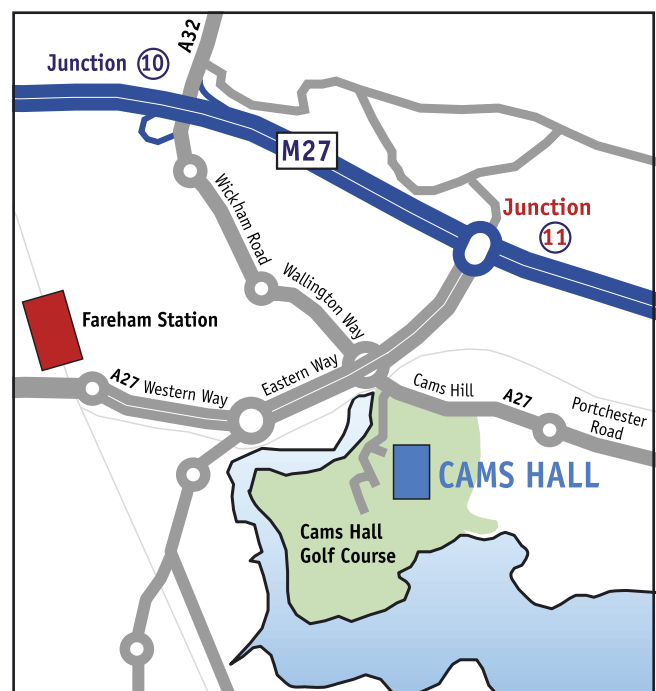 A32
Junction 10
M27
Wickham Road
Junction
11
Wallington Way
Fareham Station
Eastern Way
A27 Western Way
Cams Hill
A27
Portchester
Road
CAMS HALL
Cams Hall
Golf Course